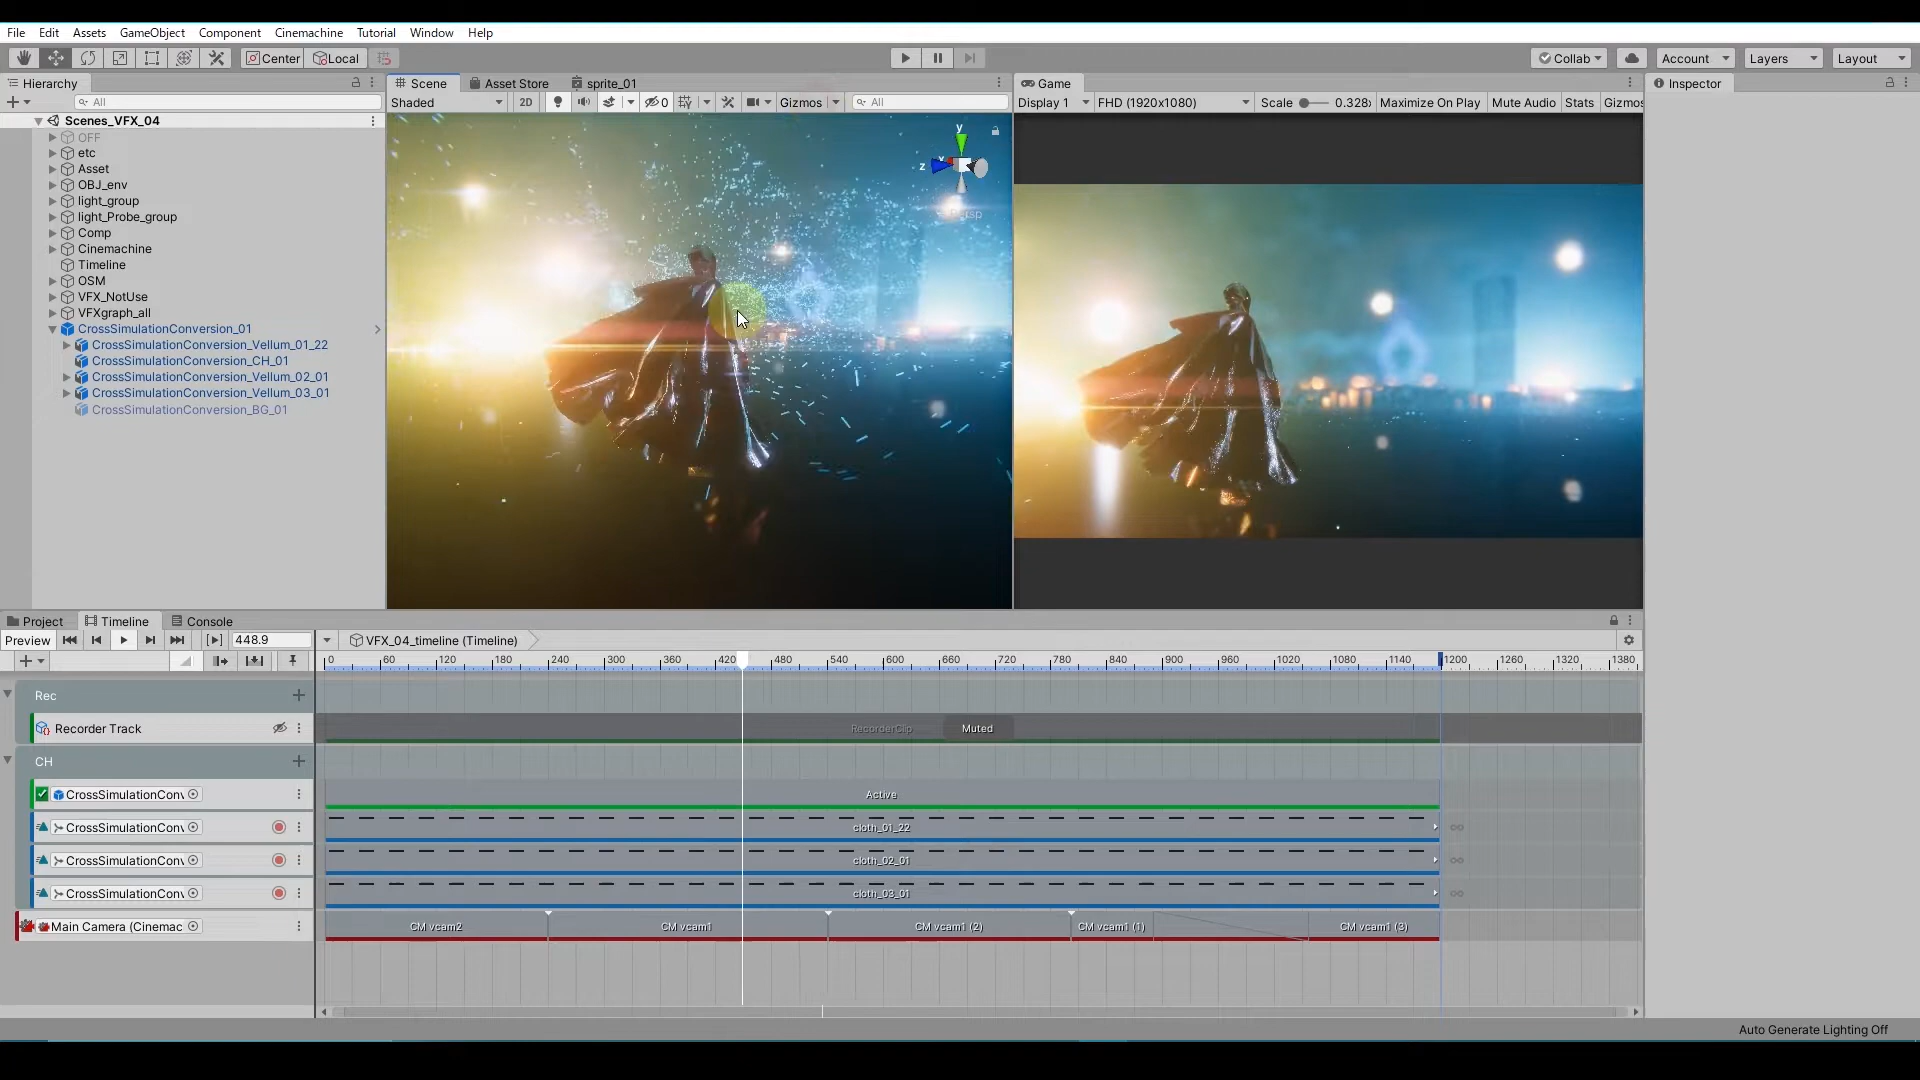 File Edit Assets GameObject Component Cinemachine Tutorial Window Help
Center Local Collab Account Layers Layout
Hierarchy Scene Asset Store sprite_01 Game Inspector
All Shaded 2D 0 Gizmos All Display 1 FHD (1920x1080) Scale 0.328x Maximize On Play Mute Audio Stats Gizmos
Scenes_VFX_04
OFF
etc
Asset
OBJ_env
light_group
light_Probe_group
Comp
Cinemachine
Timeline
OSM
VFX_NotUse
VFXgraph_all
CrossSimulationConversion_01
CrossSimulationConversion_Vellum_01_22
CrossSimulationConversion_CH_01
CrossSimulationConversion_Vellum_02_01
CrossSimulationConversion_Vellum_03_01
CrossSimulationConversion_BG_01
y
z x
Persp
Project Timeline Console
Preview 448.9 VFX_04_timeline (Timeline)
0 60 120 180 240 300 360 420 480 540 600 660 720 780 840 900 960 1020 1080 1140 1200 1260 1320 1380
Rec
Recorder Track RecorderClip Muted
CH
CrossSimulationConv Active
CrossSimulationConv cloth_01_22
CrossSimulationConv cloth_02_01
CrossSimulationConv cloth_03_01
Main Camera (Cinemac CM vcam2 CM vcam1 CM vcam1 (2) CM vcam1 (1) CM vcam1 (3)
Auto Generate Lighting Off